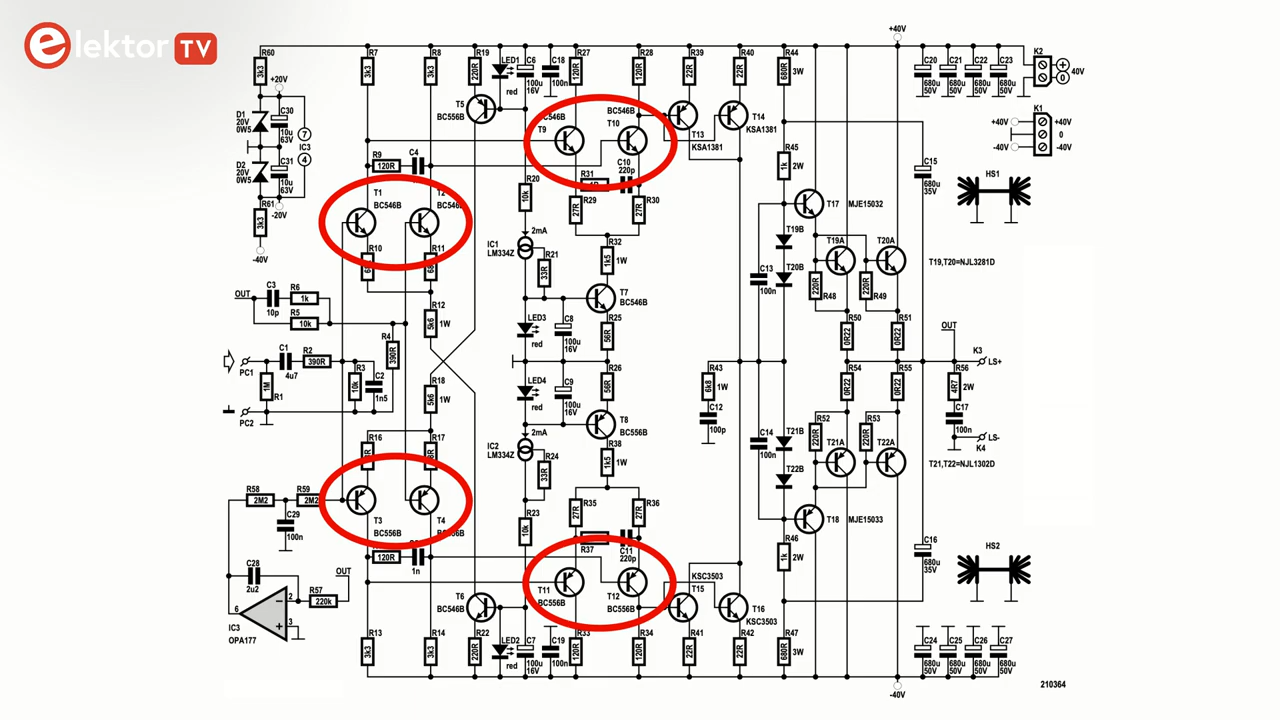 elektor TV
+40V
R60
3k3
+20V
D1
20V
0W5
C30
10u
63V
7
IC3
4
D2
20V
0W5
C31
10u
63V
R61
3k3
-20V
-40V
R7
3k3
R8
3k3
R19
220R
LED1
red
C6
100u
16V
C18
100n
R27
120R
R28
120R
R39
22R
R40
22R
R44
680R
3W
C20
680u
50V
C21
680u
50V
C22
680u
50V
C23
680u
50V
K2
+
0
40V
K1
+40V
+40V
0
-40V
-40V
T5
BC556B
T9
BC546B
T10
T13
KSA1381
T14
KSA1381
R9
120R
C4
T1
BC546B
R10
R11
R20
10k
R31
C10
220p
R29
27R
R30
27R
R45
1k
2W
C15
680u
35V
HS1
T17
MJE15032
T19B
T20B
T19A
T20A
T19,T20=NJL3281D
2mA
IC1
LM334Z
R21
33R
R32
1k5
1W
T7
BC546B
C13
100n
220R
R48
220R
R49
OUT
C3
10p
R6
1k
R5
10k
R4
390R
R12
5k6
1W
LED3
red
C8
100u
16V
R25
56R
R50
0R22
R51
0R22
OUT
K3
LS+
PC1
C1
4u7
R2
390R
1M
R1
R3
10k
C2
1n5
PC2
R18
5k6
1W
LED4
red
C9
100u
16V
R26
56R
R43
6k8
1W
C12
100p
R54
0R22
R55
0R22
R56
4R7
2W
C17
100n
LS-
K4
R16
R17
2mA
IC2
LM334Z
R24
33R
T8
BC556B
R38
1k5
1W
C14
100n
T21B
T22B
R52
220R
R53
220R
T21A
T22A
T21,T22=NJL1302D
R58
2M2
R59
2M2
C29
100n
T3
BC556B
T4
R23
10k
R35
27R
R36
27R
T18
MJE15033
R46
1k
2W
C16
680u
35V
HS2
120R
1n
R37
C11
220p
T11
BC556B
T12
BC556B
KSC3503
T15
T16
KSC3503
C28
2u2
R57
220k
OUT
6
2
3
IC3
OPA177
T6
BC546B
R13
3k3
R14
3k3
R22
220R
LED2
red
C7
100u
16V
C19
100n
R33
120R
R34
120R
R41
22R
R42
22R
R47
680R
3W
C24
680u
50V
C25
680u
50V
C26
680u
50V
C27
680u
50V
-40V
210364